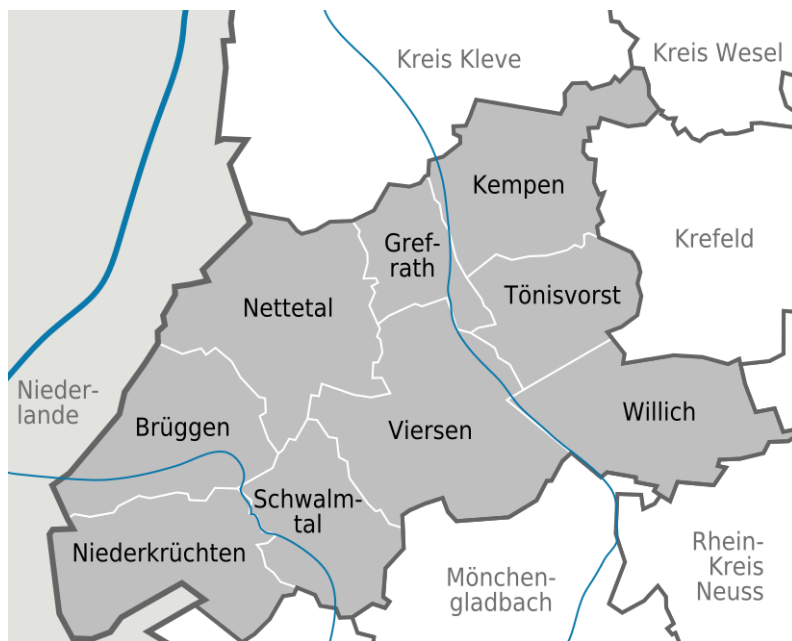 Kreis Kleve
Kreis Wesel
Kempen
Krefeld
Gref-
rath
Tönisvorst
Nettetal
Nieder-
lande
Brüggen
Viersen
Willich
Schwalm-
tal
Niederkrüchten
Mönchen-
gladbach
Rhein-
Kreis
Neuss